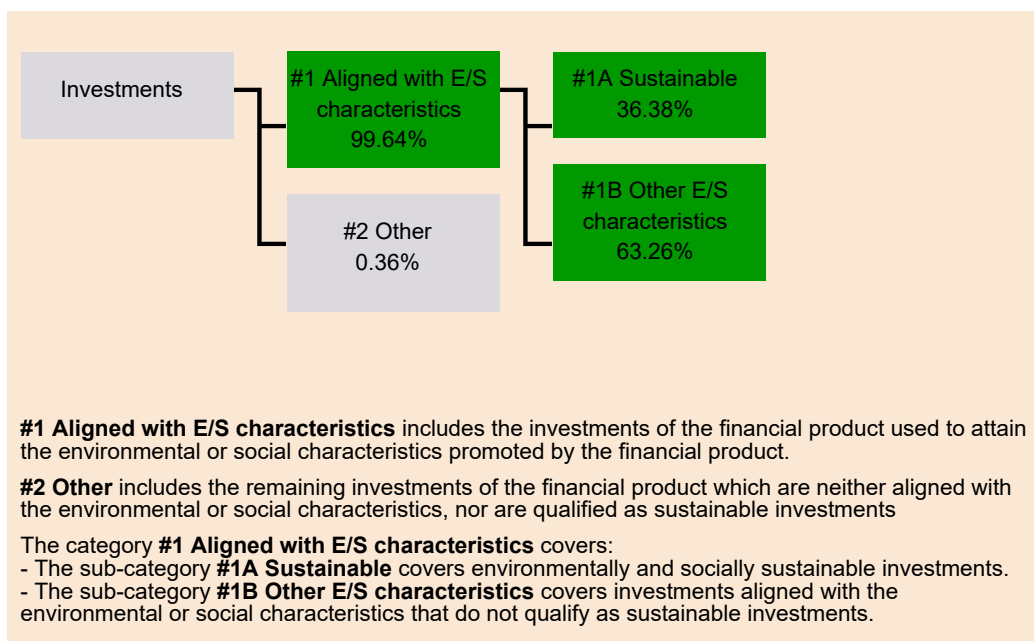 Investments
#1 Aligned with E/S
characteristics
99.64%
#1A Sustainable
36.38%
#2 Other
0.36%
#1B Other E/S
characteristics
63.26%
#1 Aligned with E/S characteristics includes the investments of the financial product used to attain
the environmental or social characteristics promoted by the financial product.
#2 Other includes the remaining investments of the financial product which are neither aligned with
the environmental or social characteristics, nor are qualified as sustainable investments
The category #1 Aligned with E/S characteristics covers:
- The sub-category #1A Sustainable covers environmentally and socially sustainable investments.
- The sub-category #1B Other E/S characteristics covers investments aligned with the
environmental or social characteristics that do not qualify as sustainable investments.